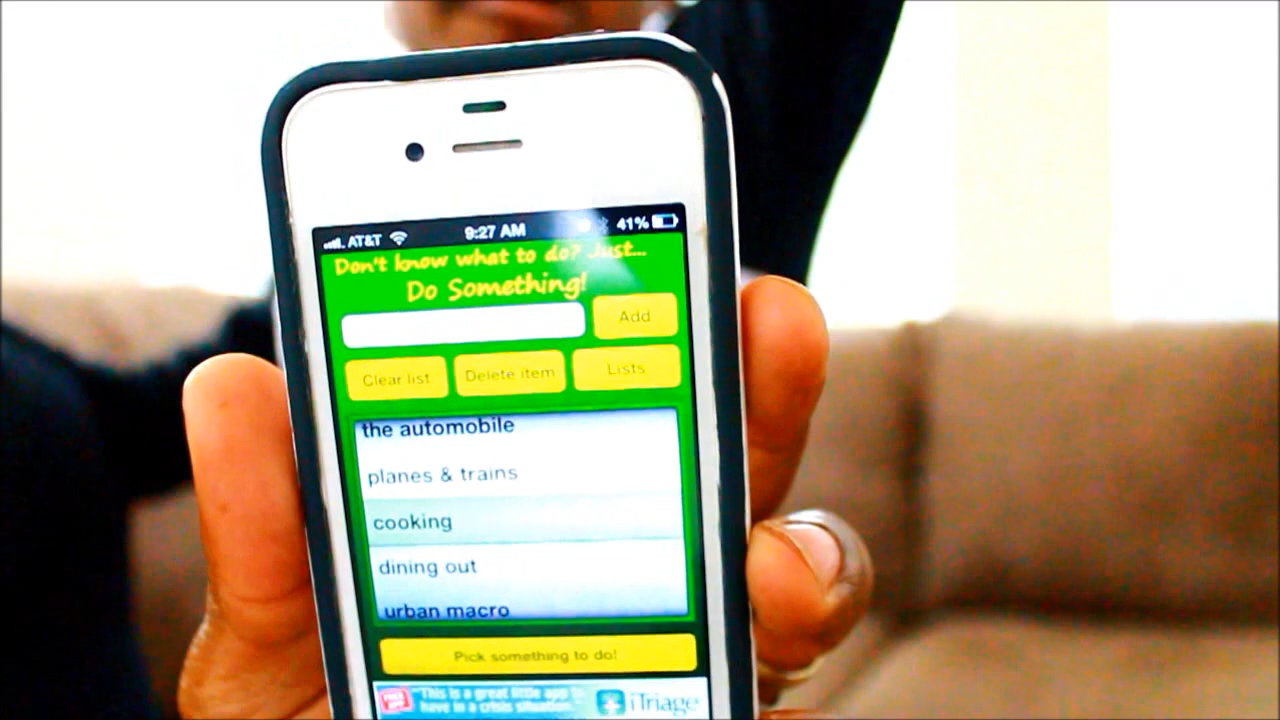 AT&T 9:27 AM 41%
Don't know what to do? Just...
Do Something!
Add
Clear list Delete item Lists
the automobile
planes & trains
cooking
dining out
urban macro
Pick something to do!
FREE APP "This is a great little app to iTriage
have in a crisis situation."